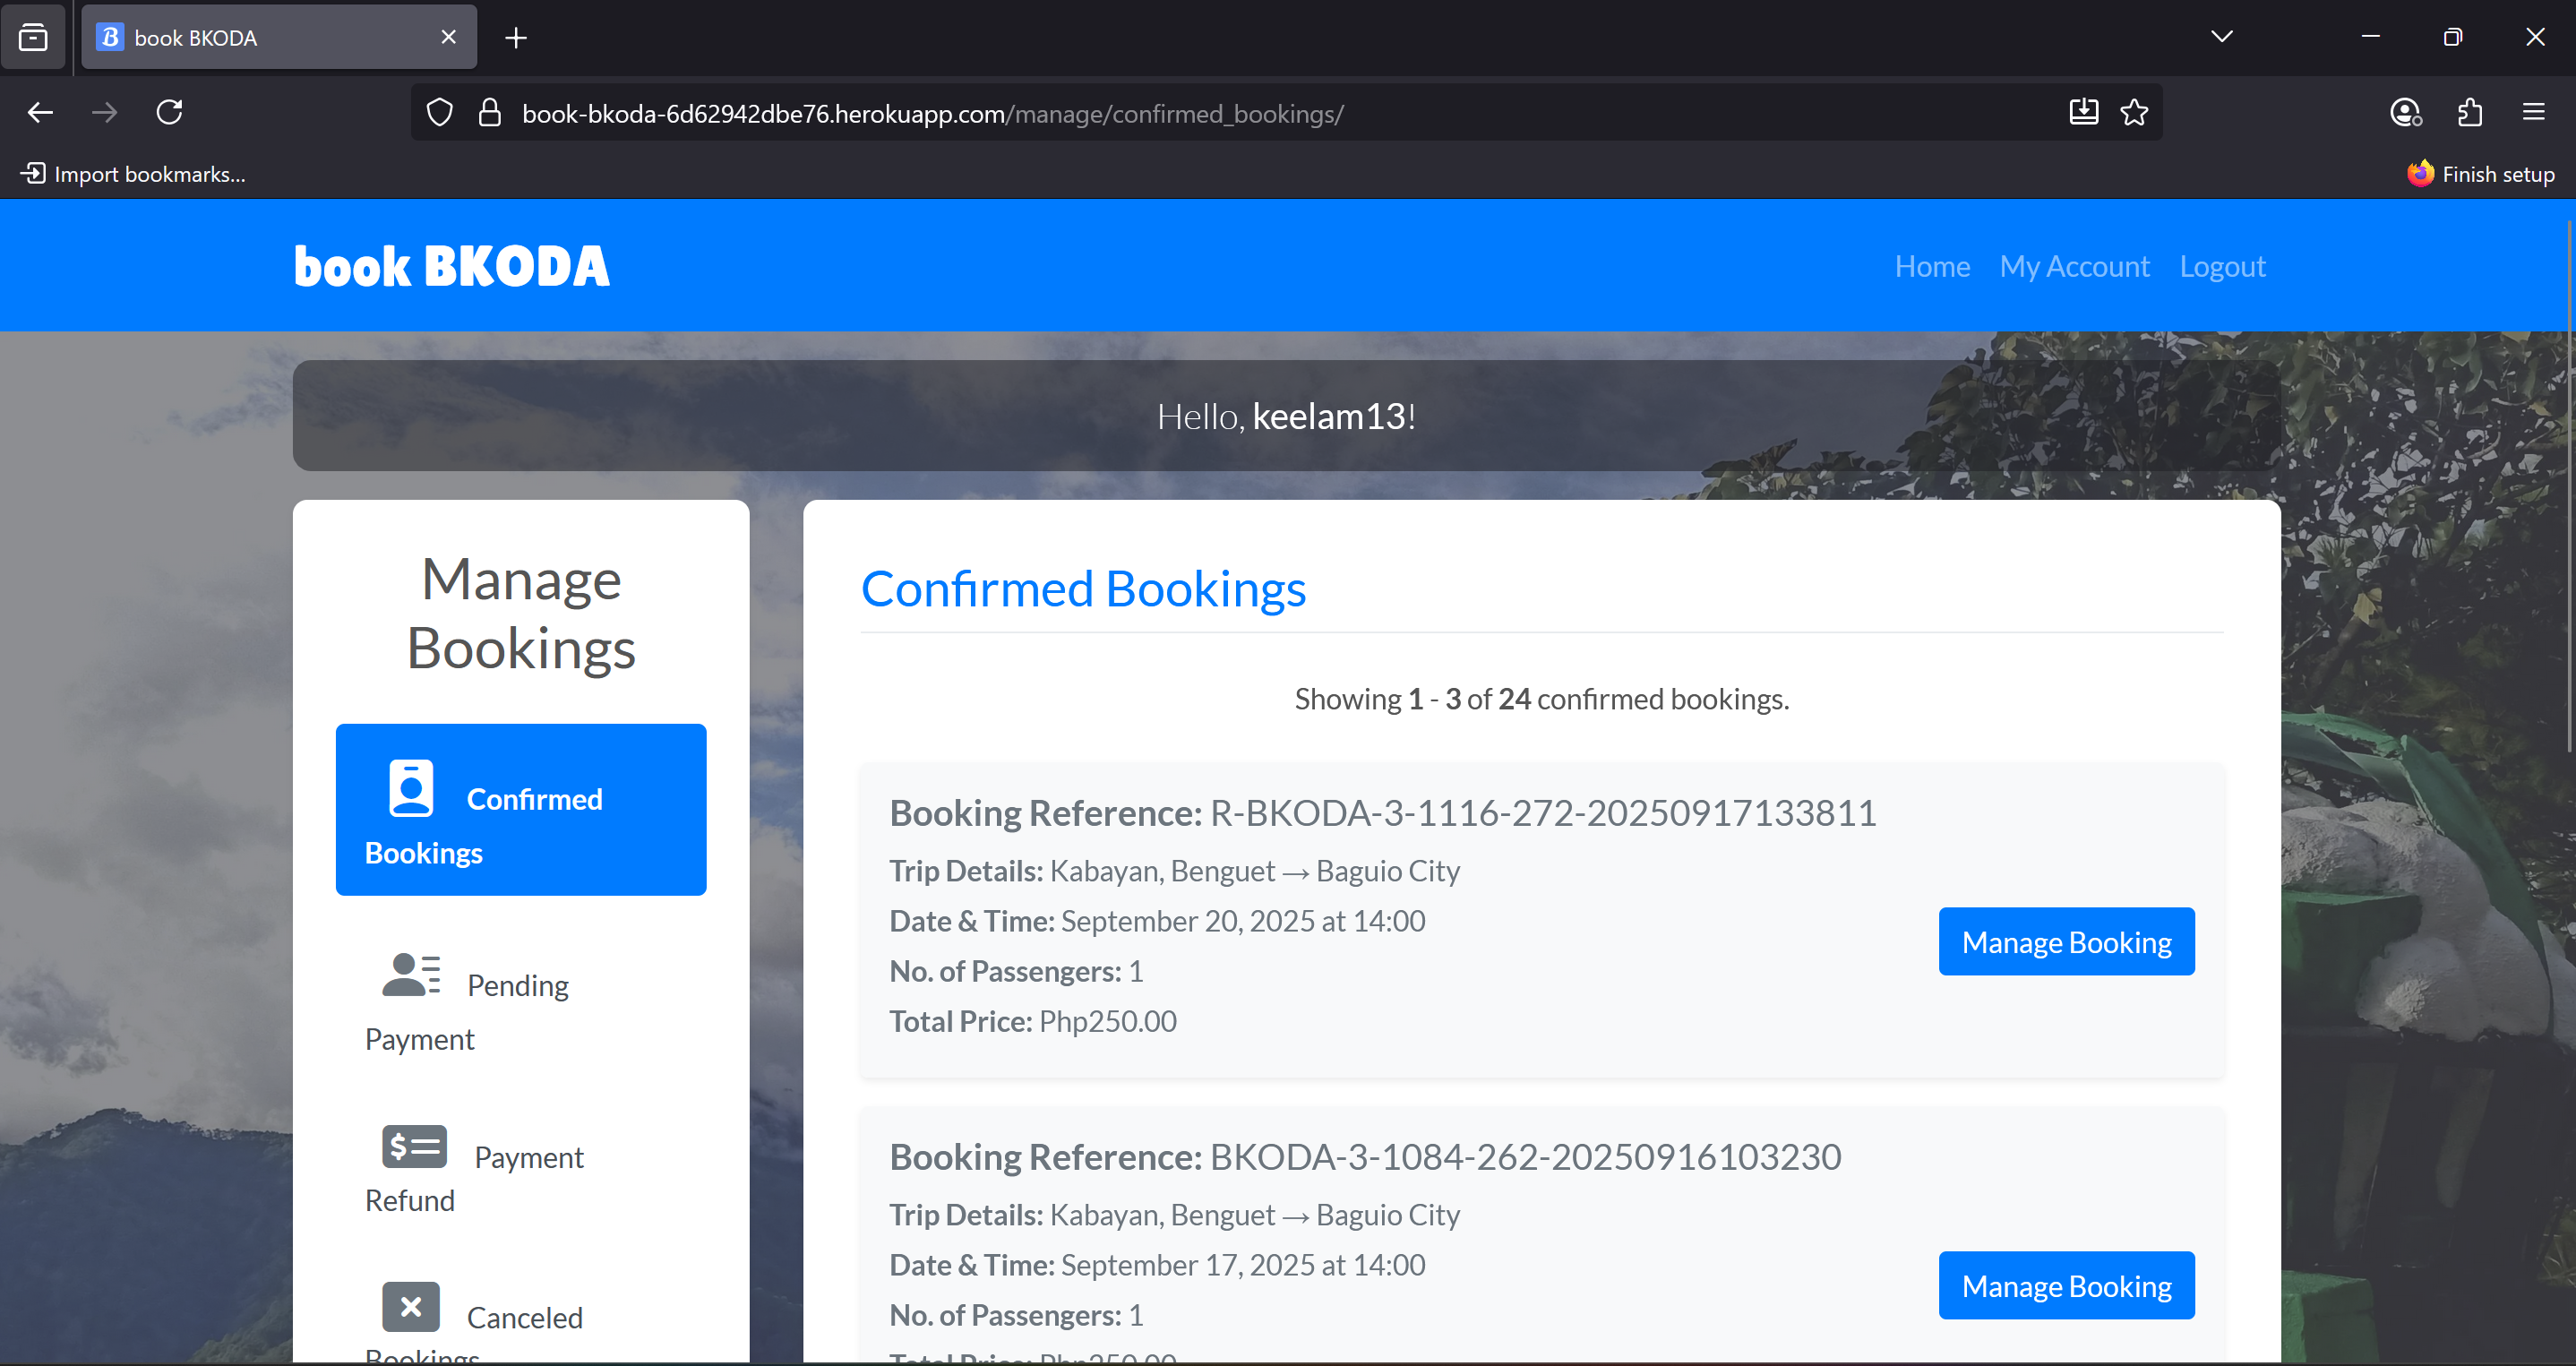 book BKODA
book-bkoda-6d62942dbe76.herokuapp.com/manage/confirmed_bookings/
Import bookmarks...
Finish setup
book BKODA
Home My Account Logout
Hello, keelam13!
Manage
Bookings
Confirmed
Bookings
Pending
Payment
Payment
Refund
Canceled
Bookings
Confirmed Bookings
Showing 1 - 3 of 24 confirmed bookings.
Booking Reference: R-BKODA-3-1116-272-20250917133811
Trip Details: Kabayan, Benguet → Baguio City
Date & Time: September 20, 2025 at 14:00
No. of Passengers: 1
Total Price: Php250.00
Manage Booking
Booking Reference: BKODA-3-1084-262-20250916103230
Trip Details: Kabayan, Benguet → Baguio City
Date & Time: September 17, 2025 at 14:00
No. of Passengers: 1
Total Price: Php250.00
Manage Booking